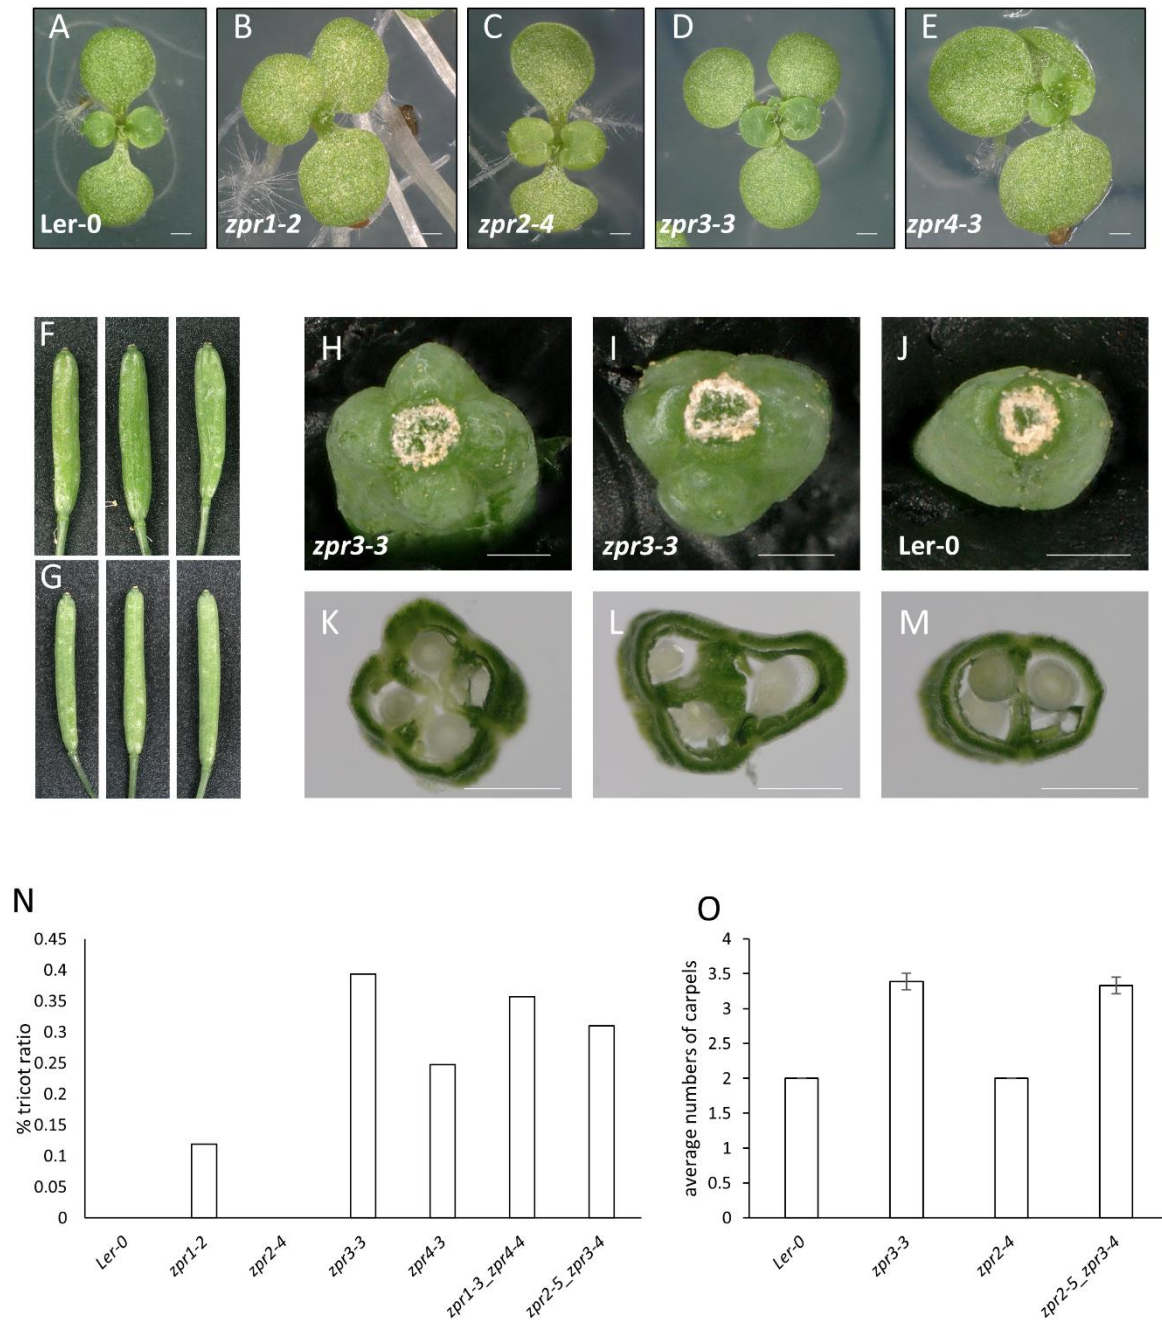 A
B
C
D
E
Ler-0
zpr1-2
zpr2-4
zpr3-3
zpr4-3
F
G
H
I
J
zpr3-3
zpr3-3
Ler-0
K
L
M
N
% tricot ratio
0.45
0.4
0.35
0.3
0.25
0.2
0.15
0.1
0.05
0
Ler-0
zpr1-2
zpr2-4
zpr3-3
zpr4-3
zpr1-3_zpr4-4
zpr2-5_zpr3-4
O
average numbers of carpels
4
3.5
3
2.5
2
1.5
1
0.5
0
Ler-0
zpr3-3
zpr2-4
zpr2-5_zpr3-4